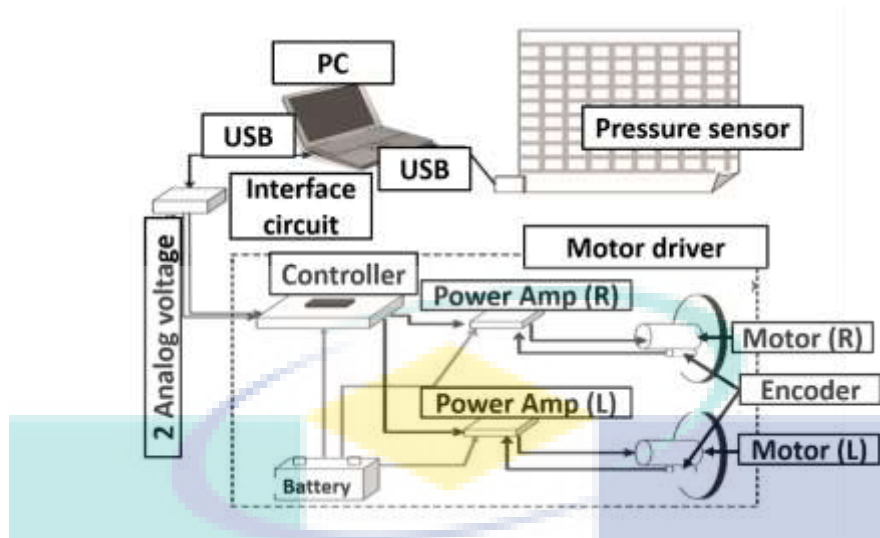 PC
USB
Pressure sensor
USB
Interface
circuit
2 Analog voltage
Motor driver
Controller
Power Amp (R)
Motor (R)
Encoder
Power Amp (L)
Motor (L)
Battery